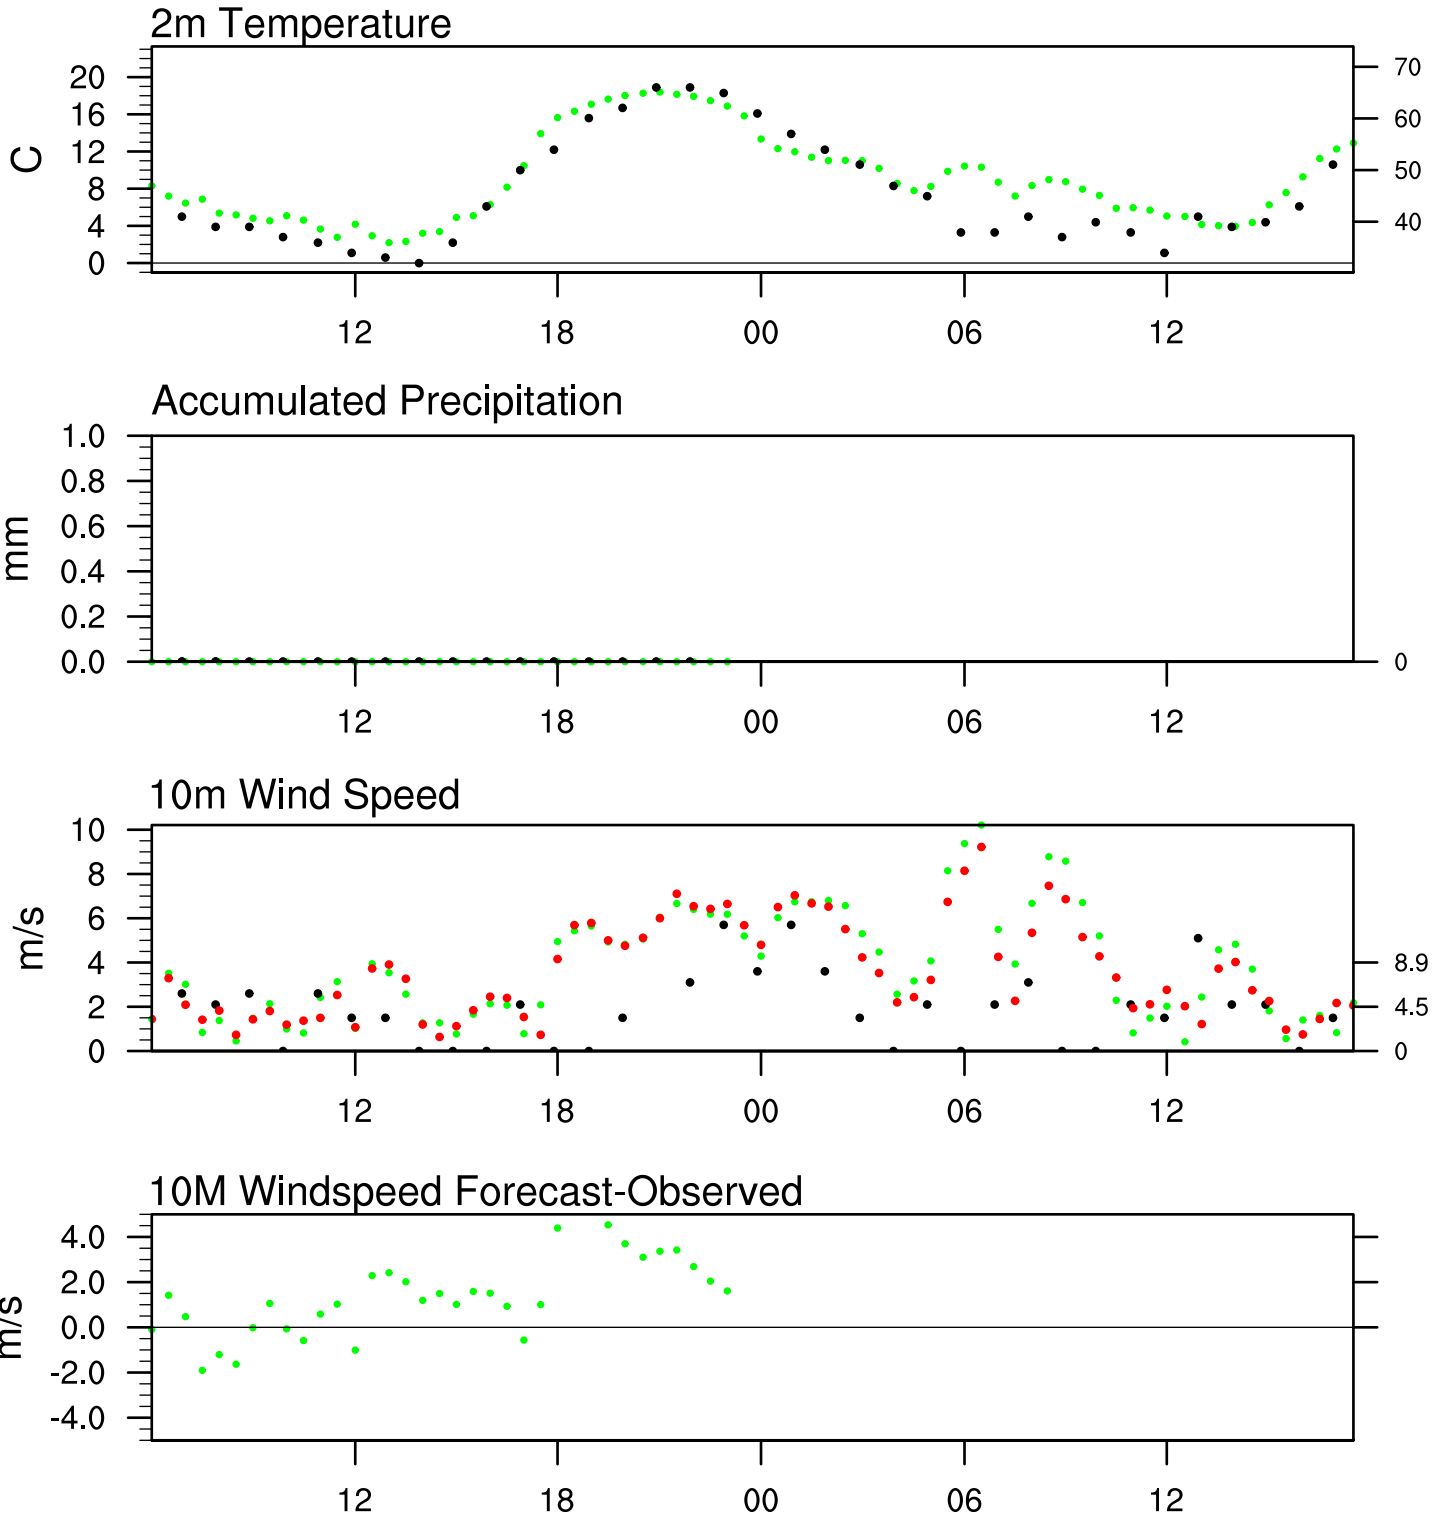 2m Temperature
20
16
12
8
4
0
C
70
60
50
40
12 18 00 06 12
Accumulated Precipitation
1.0
0.8
0.6
0.4
0.2
0.0
mm
0
12 18 00 06 12
10m Wind Speed
10
8
6
4
2
0
m/s
8.9
4.5
0
12 18 00 06 12
10M Windspeed Forecast-Observed
4.0
2.0
0.0
-2.0
-4.0
m/s
12 18 00 06 12